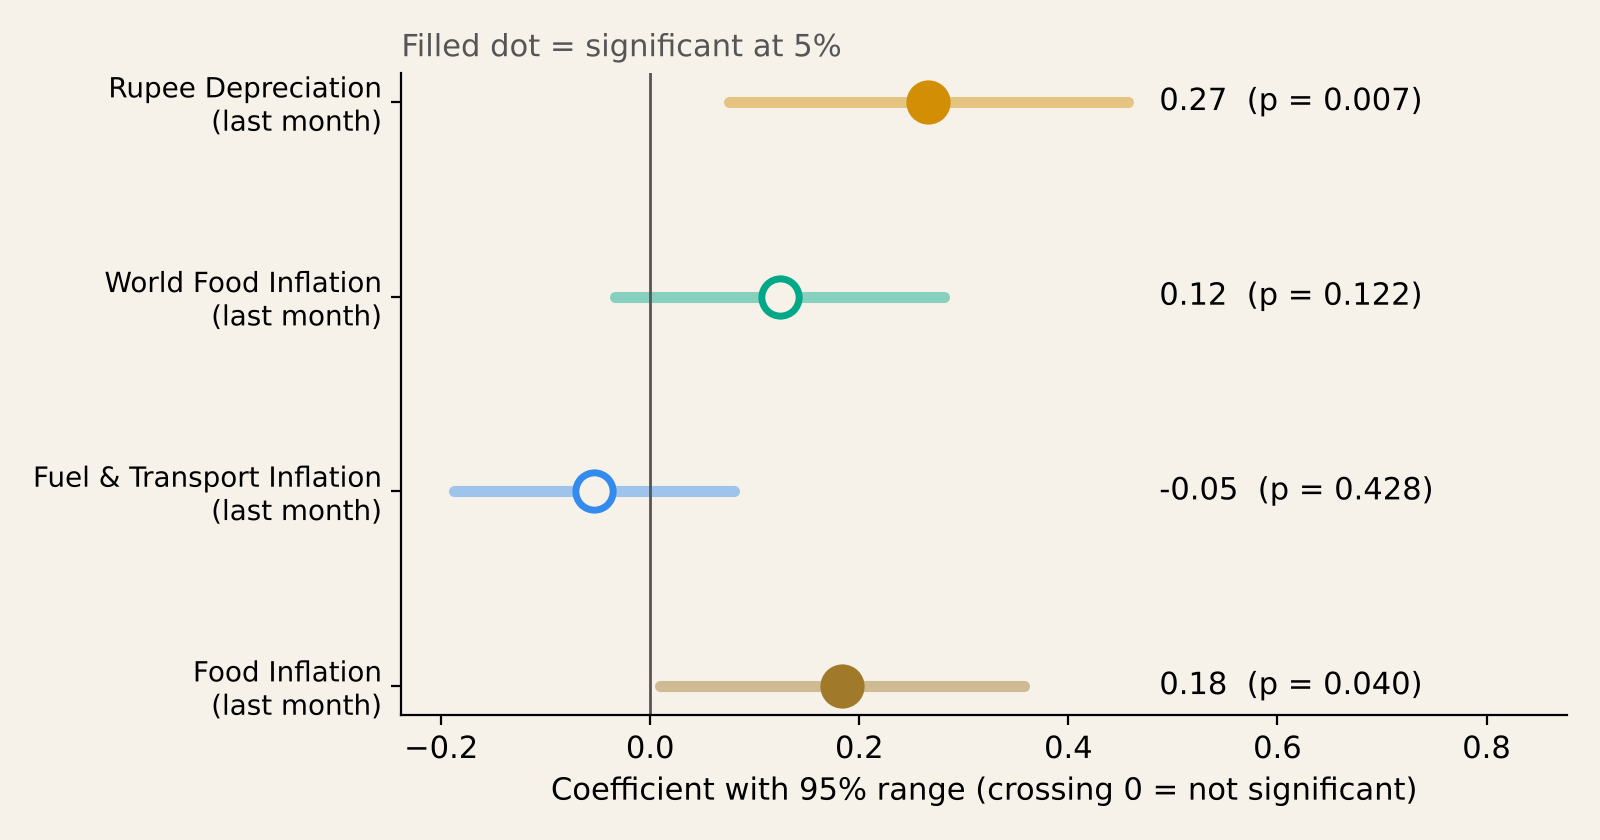 Filled dot = significant at 5%
Rupee Depreciation
(last month)
0.27 (p = 0.007)
World Food Inflation
(last month)
0.12 (p = 0.122)
Fuel & Transport Inflation
(last month)
-0.05 (p = 0.428)
Food Inflation
(last month)
0.18 (p = 0.040)
−0.2 0.0 0.2 0.4 0.6 0.8
Coefficient with 95% range (crossing 0 = not significant)